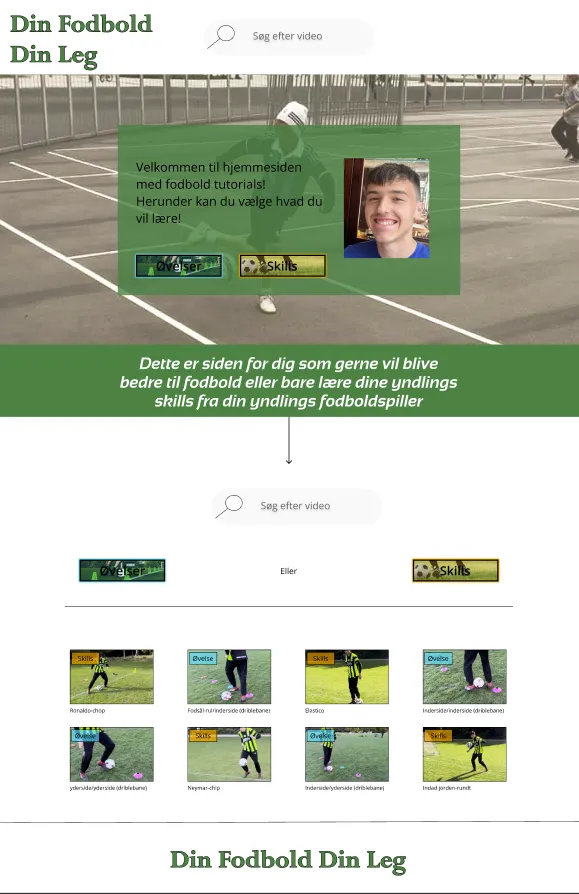 Din Fodbold
Din Leg
Søg efter video
Velkommen til hjemmesiden
med fodbold tutorials!
Herunder kan du vælge hvad du
vil lære!
Øvelser
Skills
Dette er siden for dig som gerne vil blive
bedre til fodbold eller bare lære dine yndlings
skills fra din yndlings fodboldspiller
Søg efter video
Øvelser
Eller
Skills
Skills
Øvelse
Skills
Øvelse
Ronaldo-chop
Fodsål-rul/inderside (driblebane)
Elastico
Inderside/inderside (driblebane)
Øvelse
Skills
Øvelse
Skills
yderside/yderside (driblebane)
Neymar-chip
Inderside/yderside (driblebane)
Indad jorden-rundt
Din Fodbold Din Leg